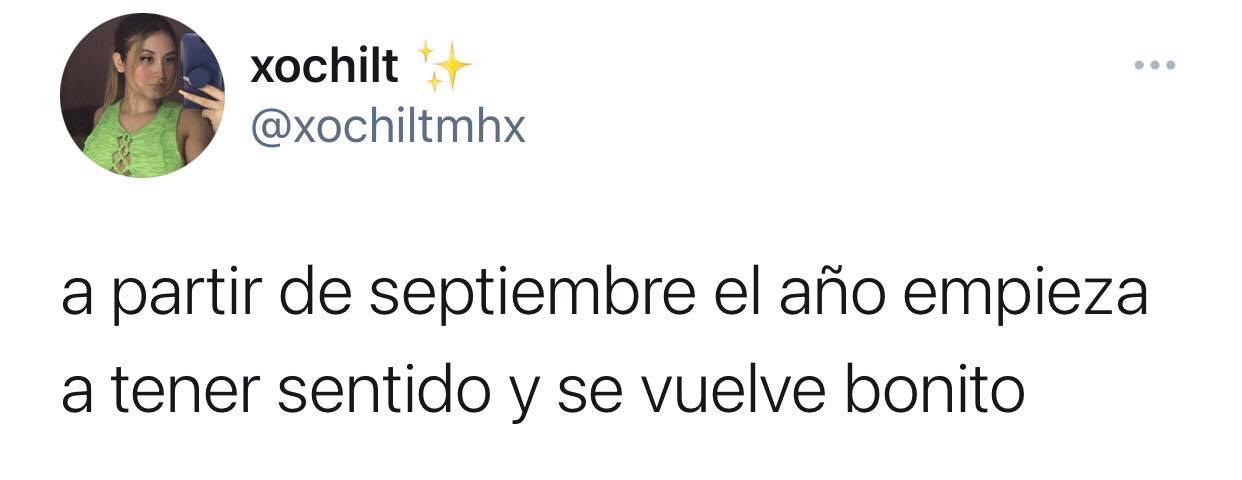 xochilt ✨
@xochiltmhx
a partir de septiembre el año empieza
a tener sentido y se vuelve bonito